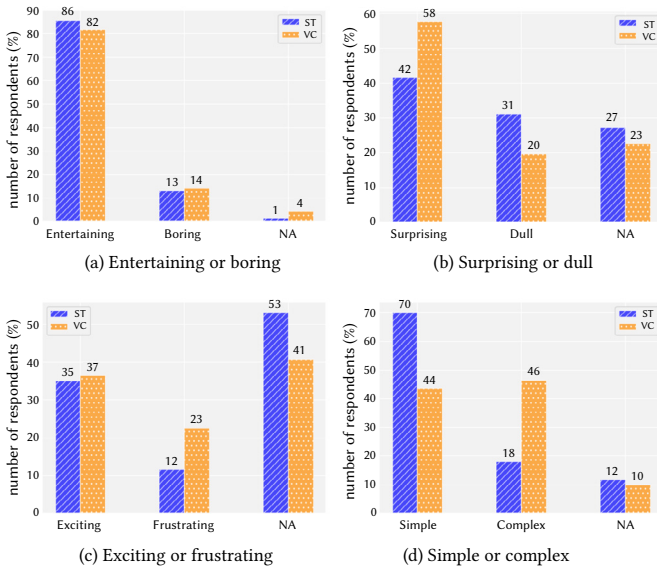 number of respondents (%)
90
80
70
60
50
40
30
20
10
0
86
82
13
14
1
4
ST
VC
Entertaining
Boring
NA
(a) Entertaining or boring
number of respondents (%)
60
50
40
30
20
10
0
42
58
31
20
27
23
ST
VC
Surprising
Dull
NA
(b) Surprising or dull
number of respondents (%)
50
40
30
20
10
0
ST
VC
35
37
12
23
53
41
Exciting
Frustrating
NA
(c) Exciting or frustrating
number of respondents (%)
70
60
50
40
30
20
10
0
70
44
18
46
12
10
ST
VC
Simple
Complex
NA
(d) Simple or complex